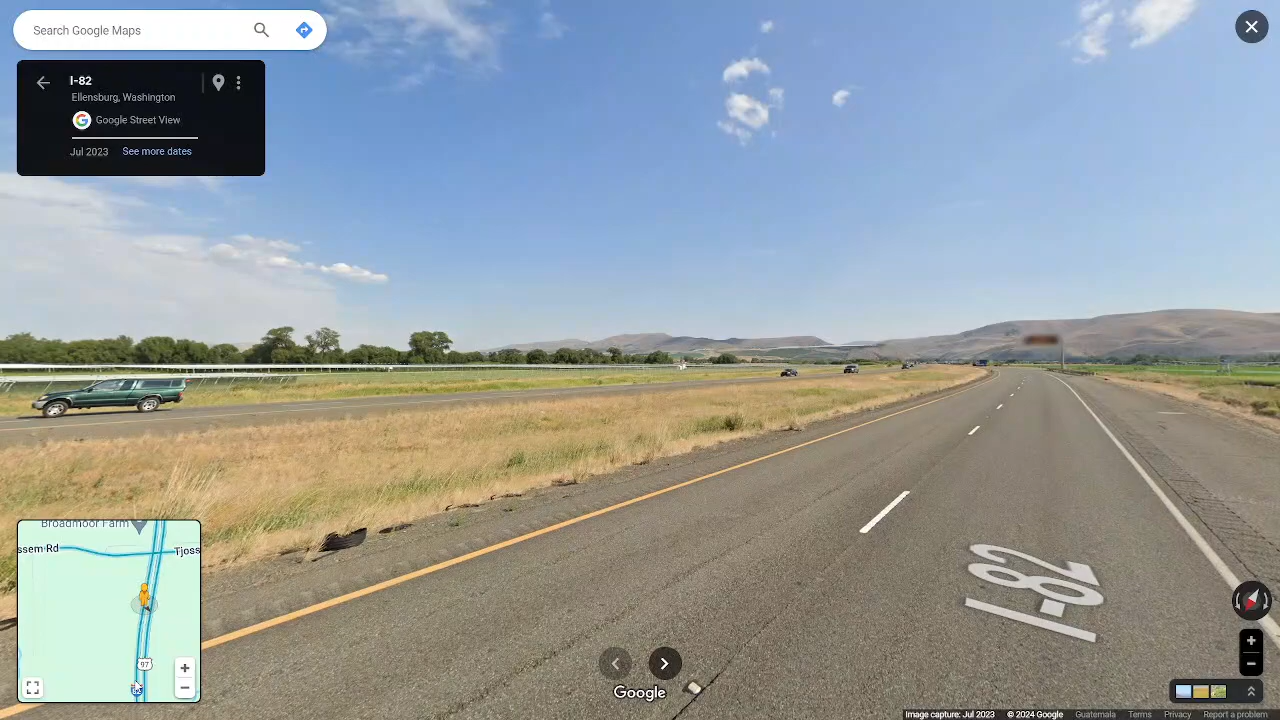 Search Google Maps
I-82
Ellensburg, Washington
Google Street View
Jul 2023 See more dates
Broadmoor Farm
ssem Rd
Tjoss
97
I-82
Google
Image capture: Jul 2023 © 2024 Google Guatemala Terms Privacy Report a problem